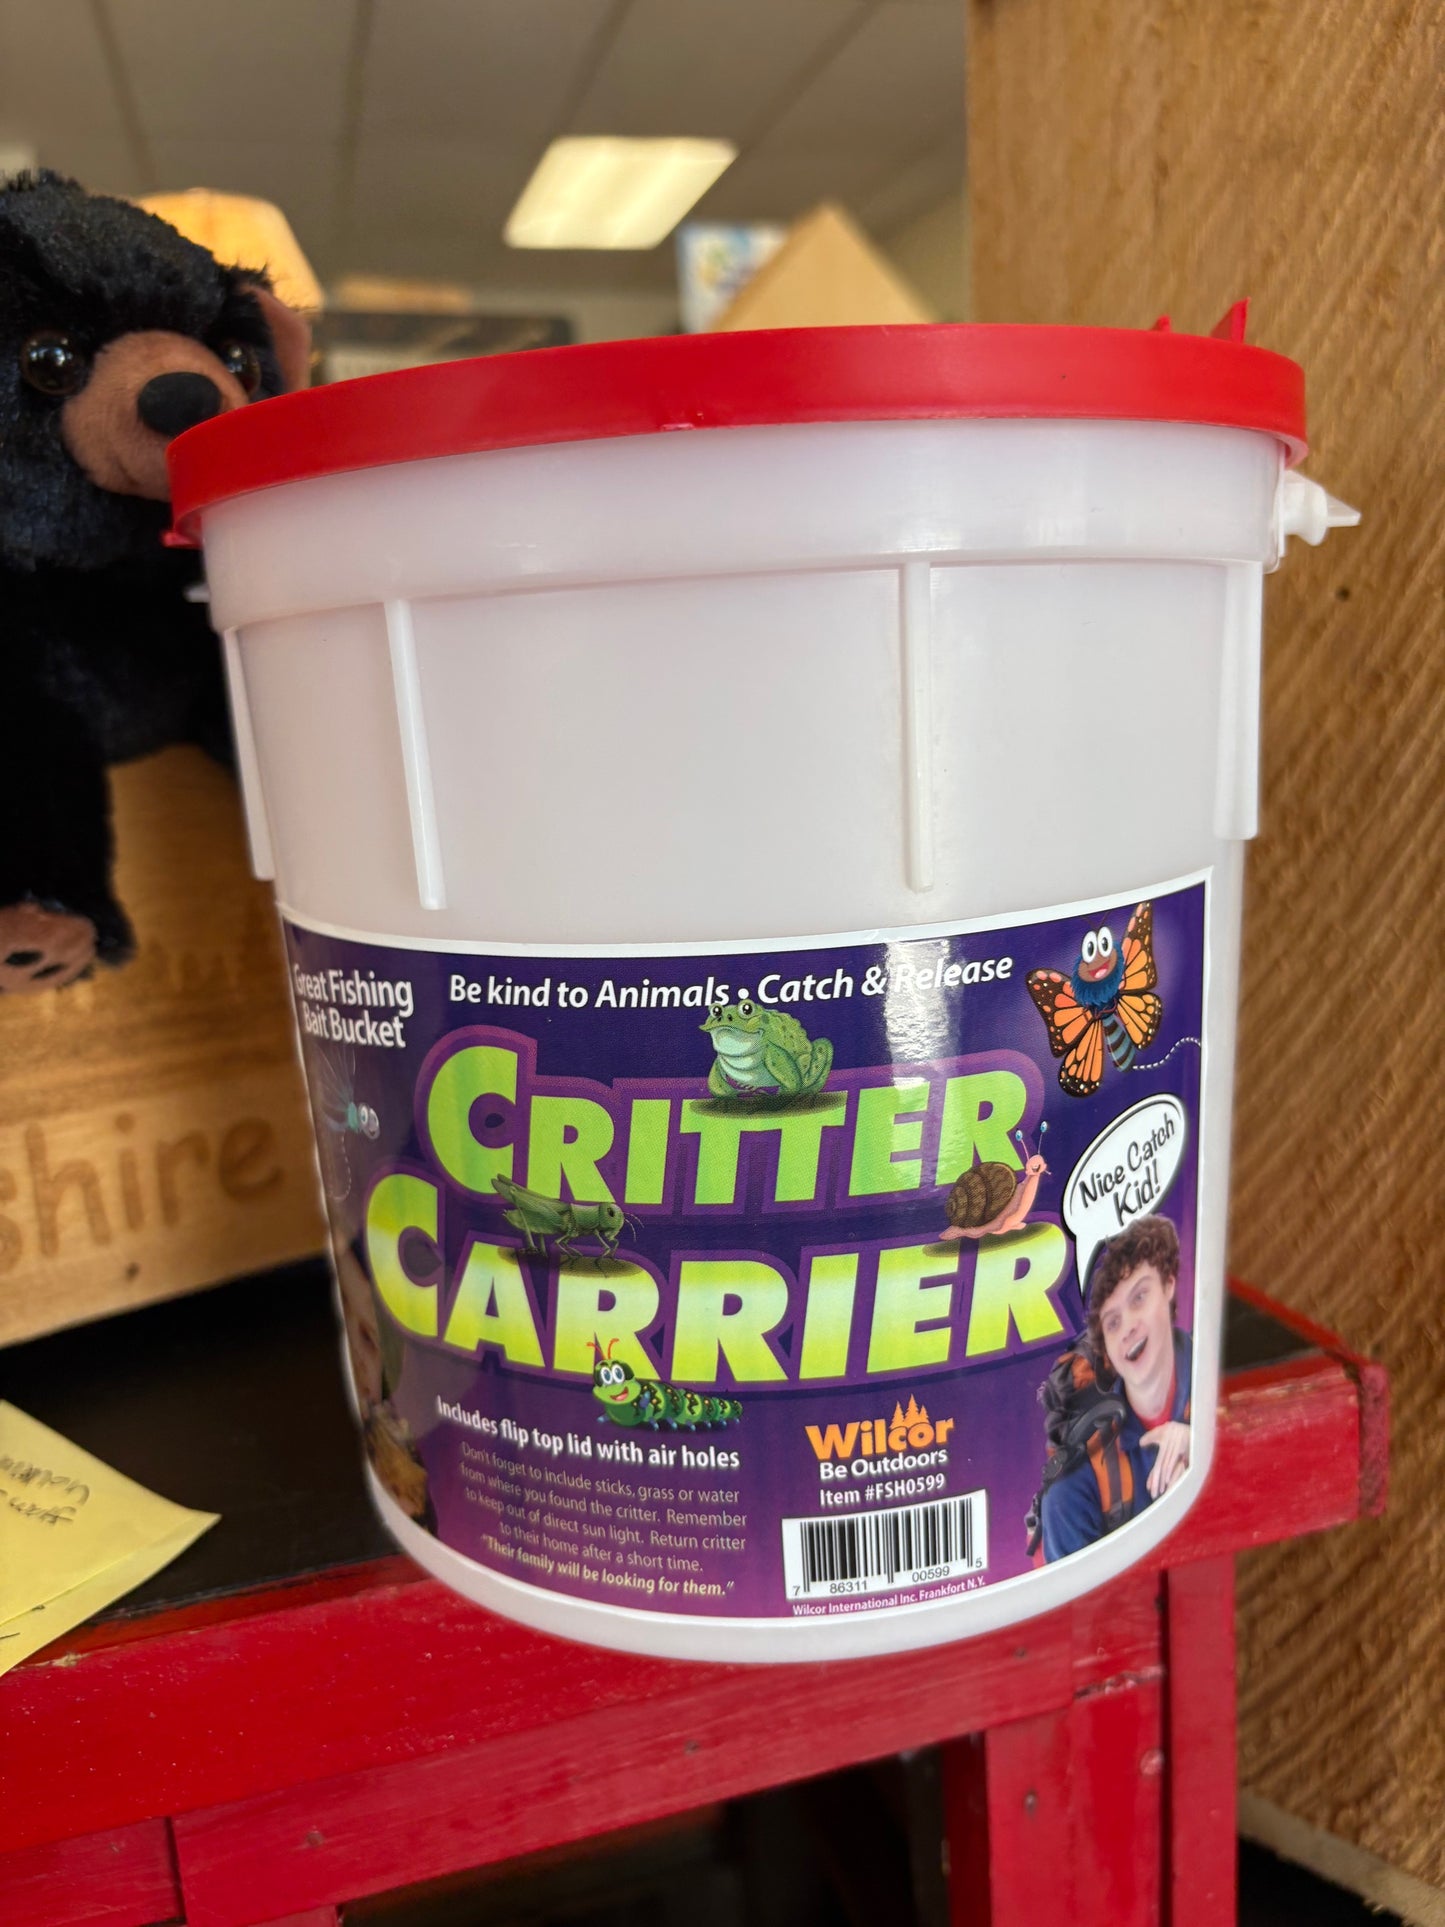 Great Fishing
Bait Bucket
Be kind to Animals • Catch & Release
CRITTER
CARRIER
Nice Catch
Kid!
Includes flip top lid with air holes
Don't forget to include sticks, grass or water
from where you found the critter. Remember
to keep out of direct sun light. Return critter
to their home after a short time.
"Their family will be looking for them."
Wilcor
Be Outdoors
Item #FSH0599
7 86311 00599 5
Wilcor International Inc. Frankfort N.Y.
shire